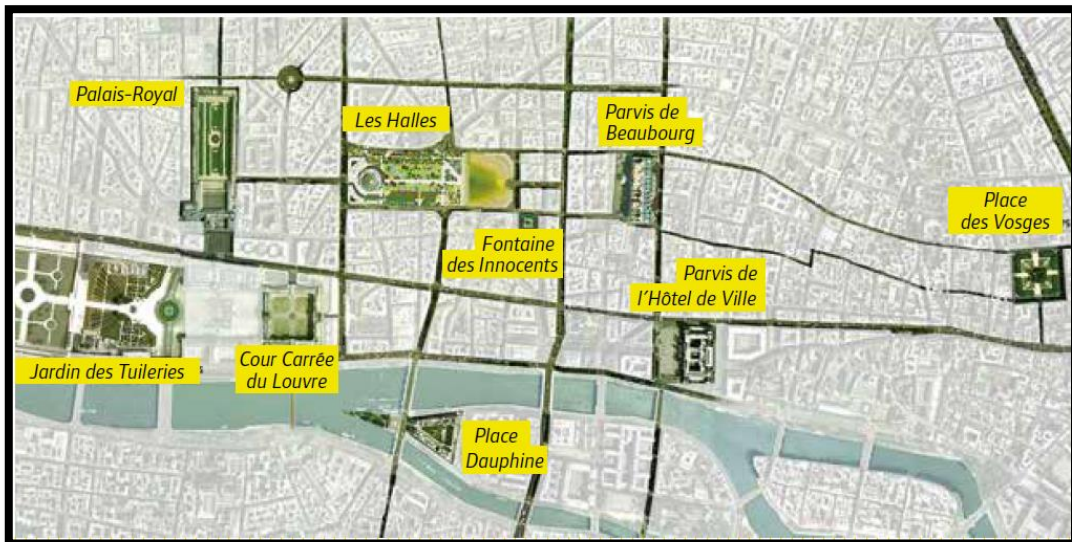 Palais-Royal
Les Halles
Parvis de
Beaubourg
Place
des Vosges
Fontaine
des Innocents
Parvis de
l'Hôtel de Ville
Jardin des Tuileries
Cour Carrée
du Louvre
Place
Dauphine